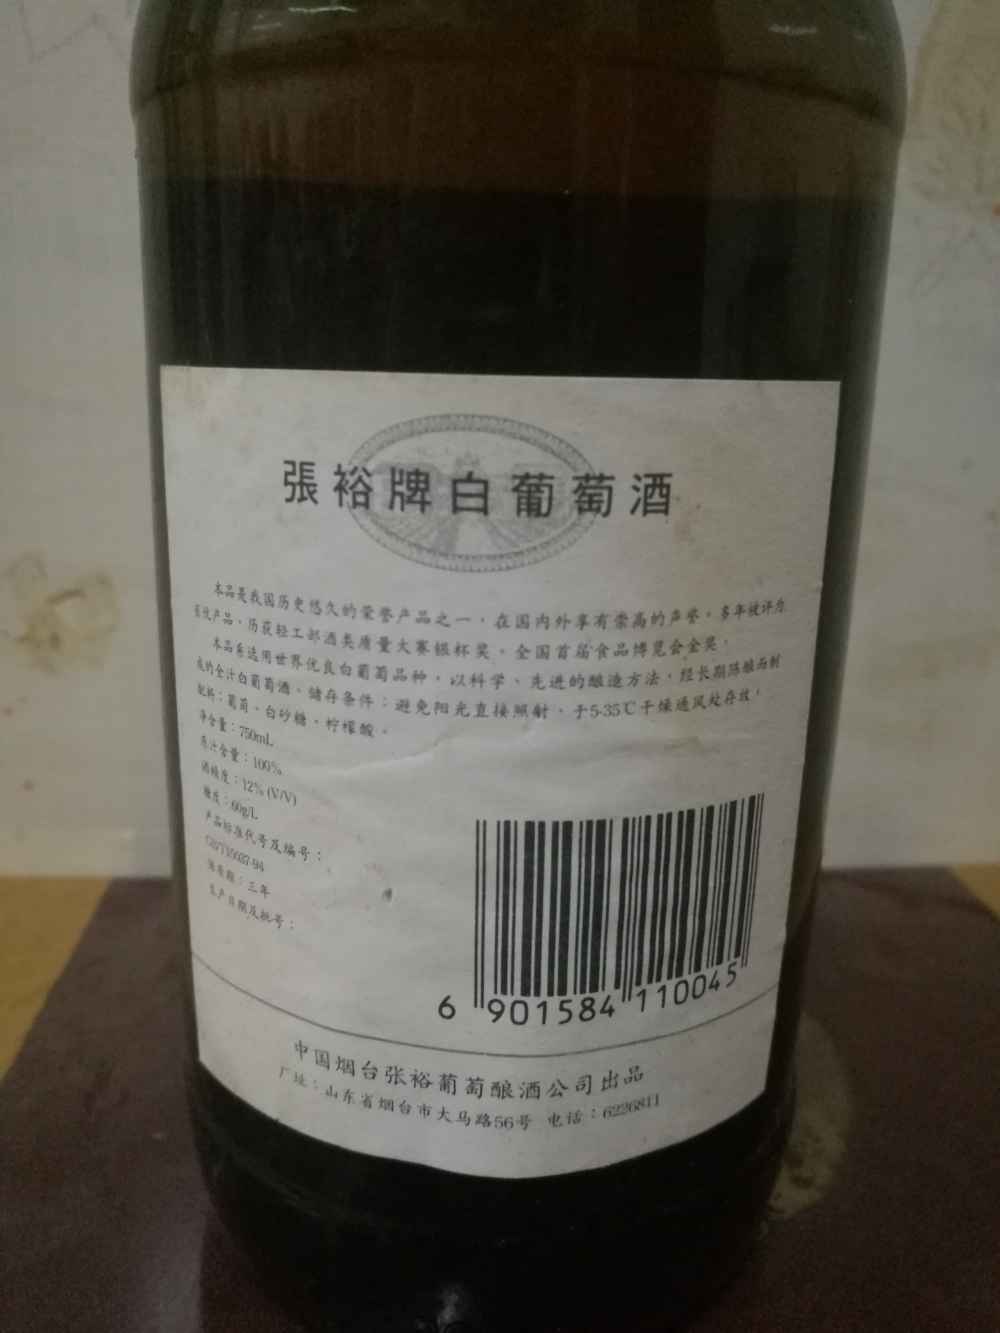 張裕牌白葡萄酒
本品是我国历史悠久的荣誉产品之一，在国内外享有崇高的声誉。多年被评为
系优产品，历获轻工部酒类质量大赛银杯奖，全国首届食品博览会金奖。
本品系选用世界优良白葡萄品种，以科学、先进的酿造方法，经长期陈酿而制
成的全汁白葡萄酒。储存条件：避免阳光直接照射，于5-35℃干燥通风处存放。
配料：葡萄、白砂糖、柠檬酸。
净含量：750mL
原汁含量：100%
酒精度：12% (V/V)
糖度：60g/L
产品标准代号及编号：
GB/T15037-94
保质期：三年
生产日期及批号：
6 901584 110045
中国烟台张裕葡萄酿酒公司出品
厂址：山东省烟台市大马路56号 电话：6226811